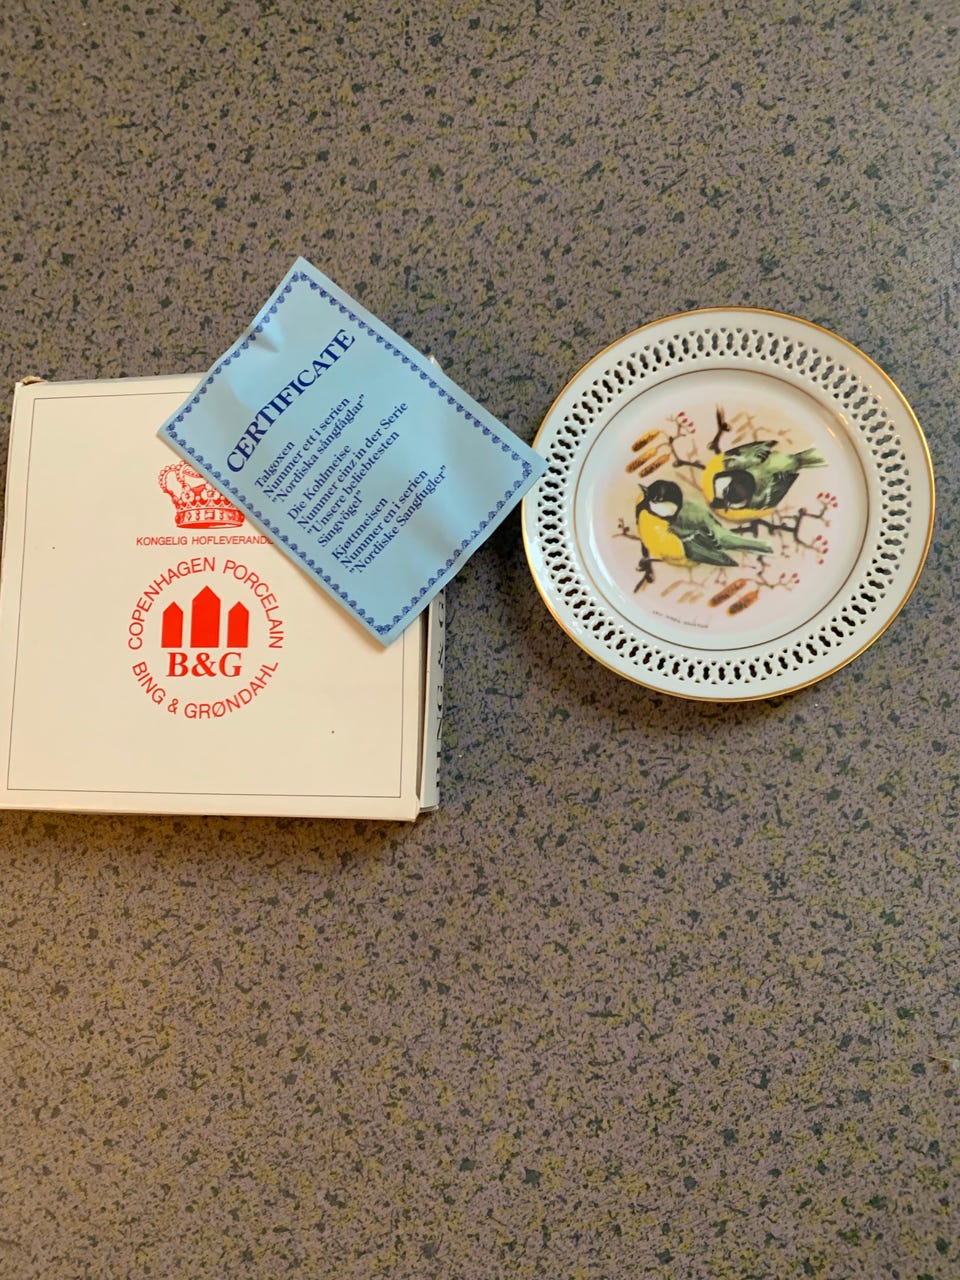 CERTIFICATE
Talgoxen
Nummer ett i serien
"Nordiska sångfåglar"
Die Kohlmeise
Nummer einz in der Serie
"Unsere beliebtesten
Singvögel"
Kjøttmeisen
Nummer en i serien
"Nordiske Sangfugler"
KONGELIG HOFLEVERAND
COPENHAGEN PORCELAIN
B&G
BING & GRØNDAHL